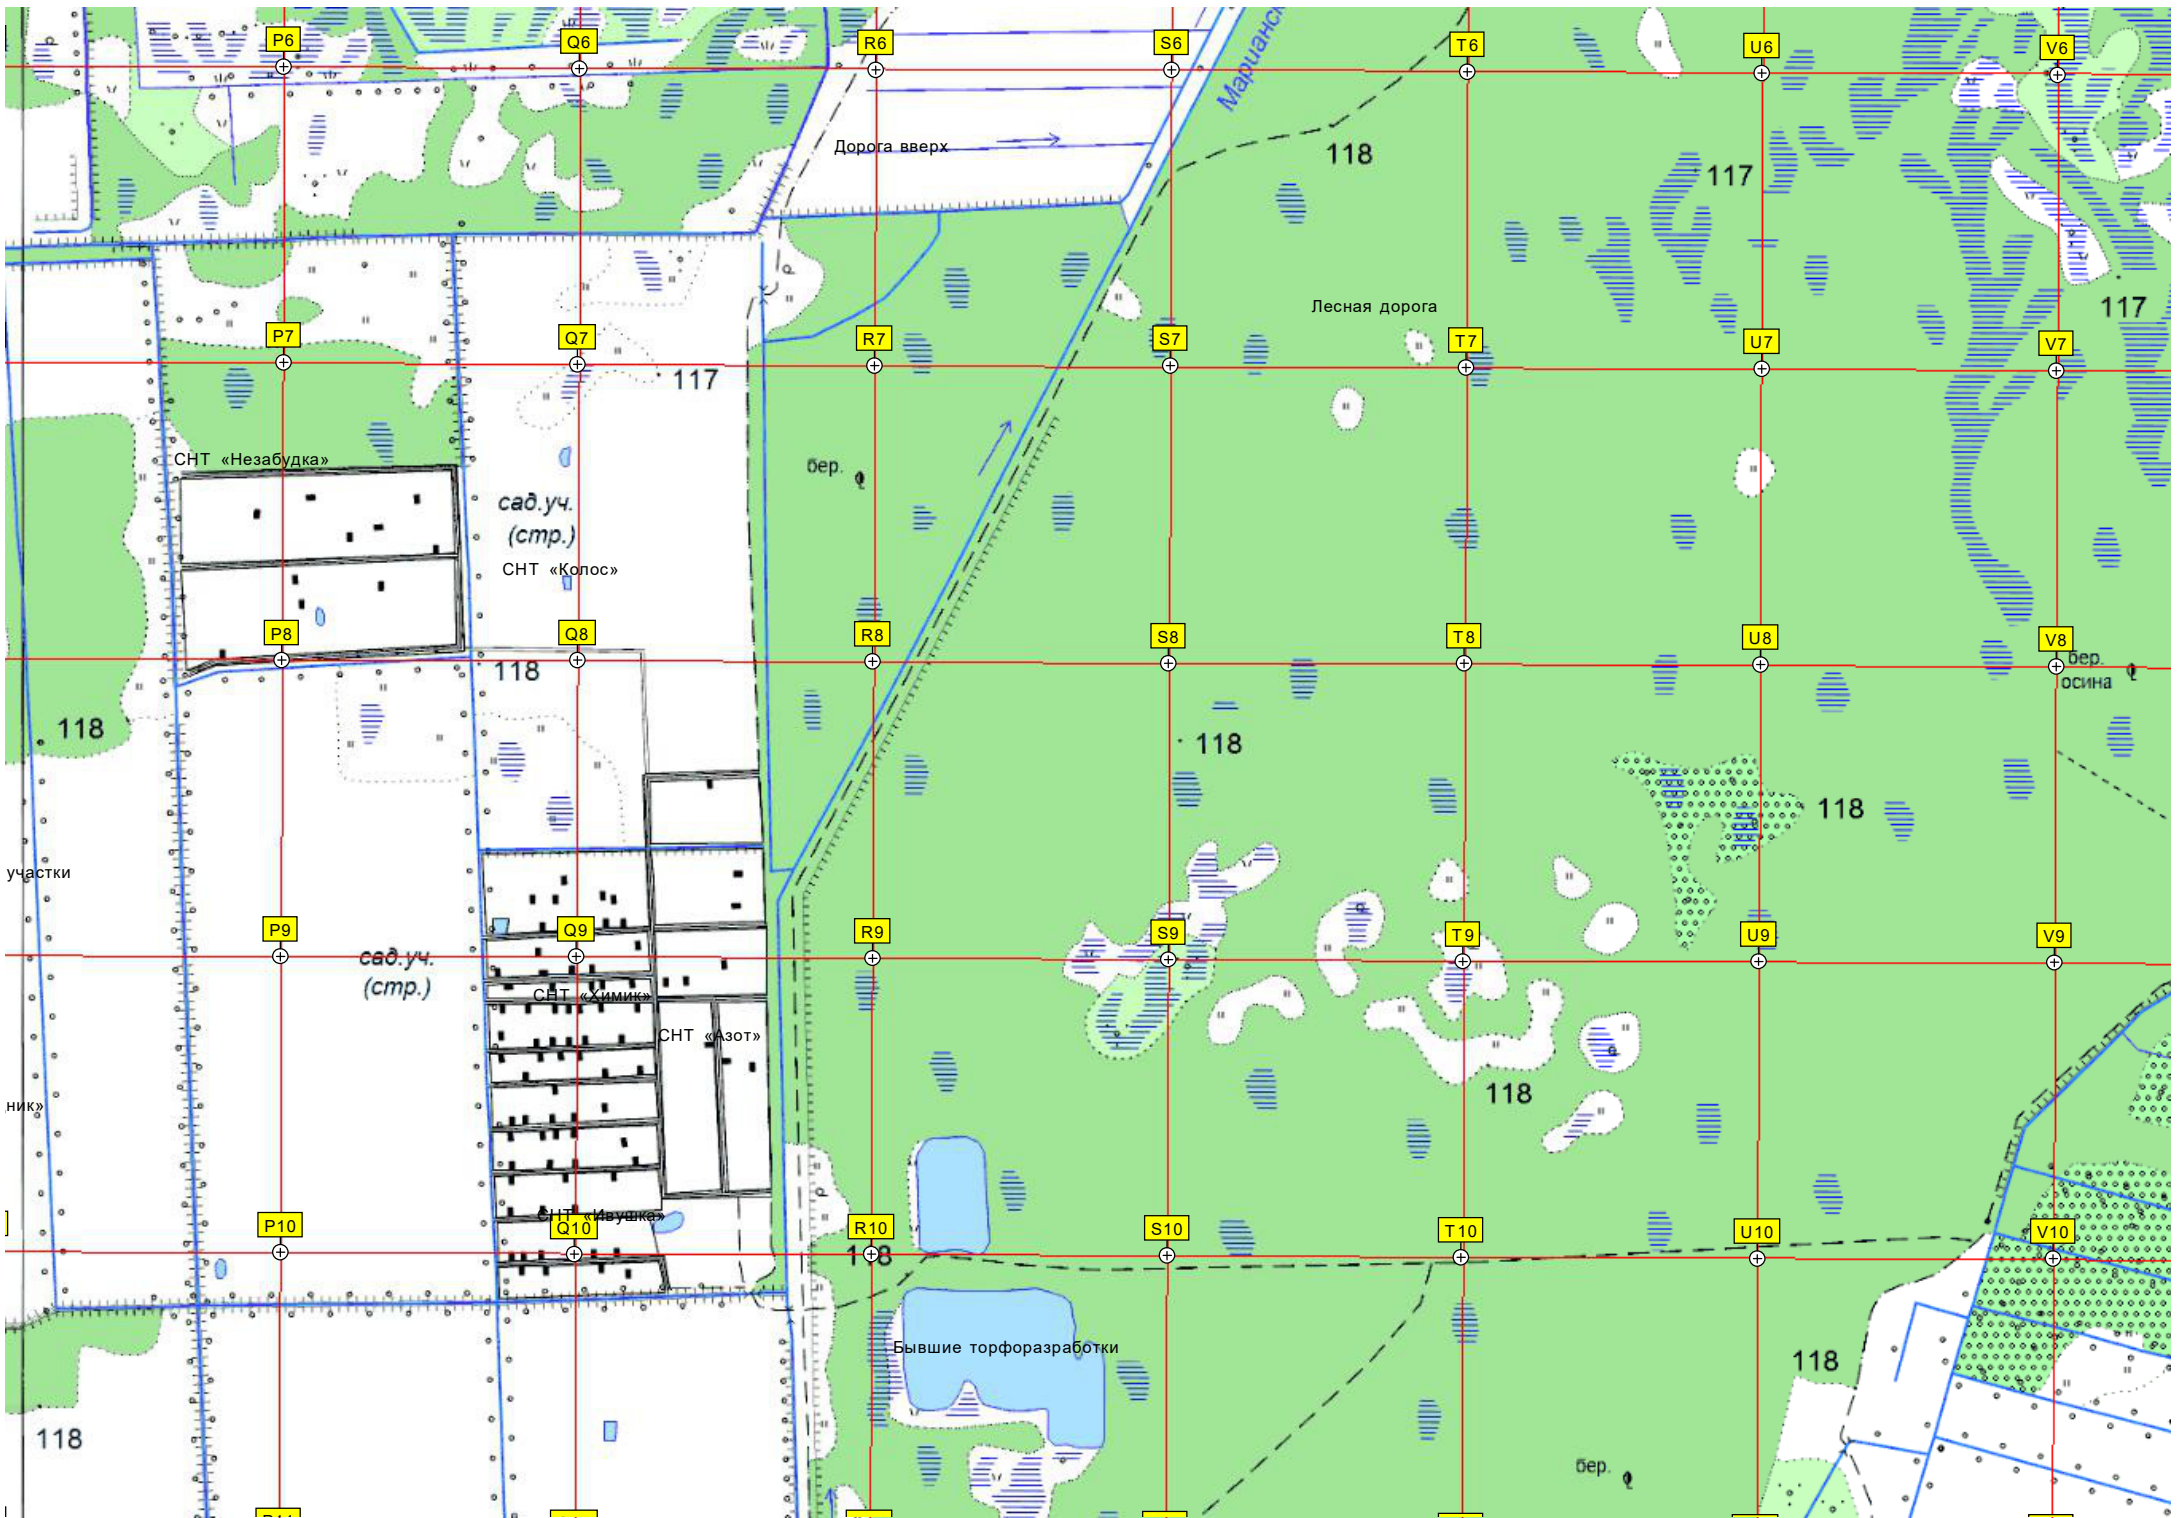 P6
Q6
R6
S6
T6
U6
V6
Марианск
Дорога вверх
118
117
Лесная дорога
117
P7
Q7
R7
S7
T7
U7
V7
117
СНТ «Незабудка»
бер.
сад.уч.
(стр.)
СНТ «Колос»
P8
Q8
R8
S8
T8
U8
V8
бер.
осина
118
118
118
118
участки
P9
Q9
R9
S9
T9
U9
V9
сад.уч.
(стр.)
СНТ «Химик»
СНТ «Азот»
118
ник»
СНТ «Ивушка»
P10
Q10
R10
S10
T10
U10
V10
118
Бывшие торфоразработки
118
118
бер.